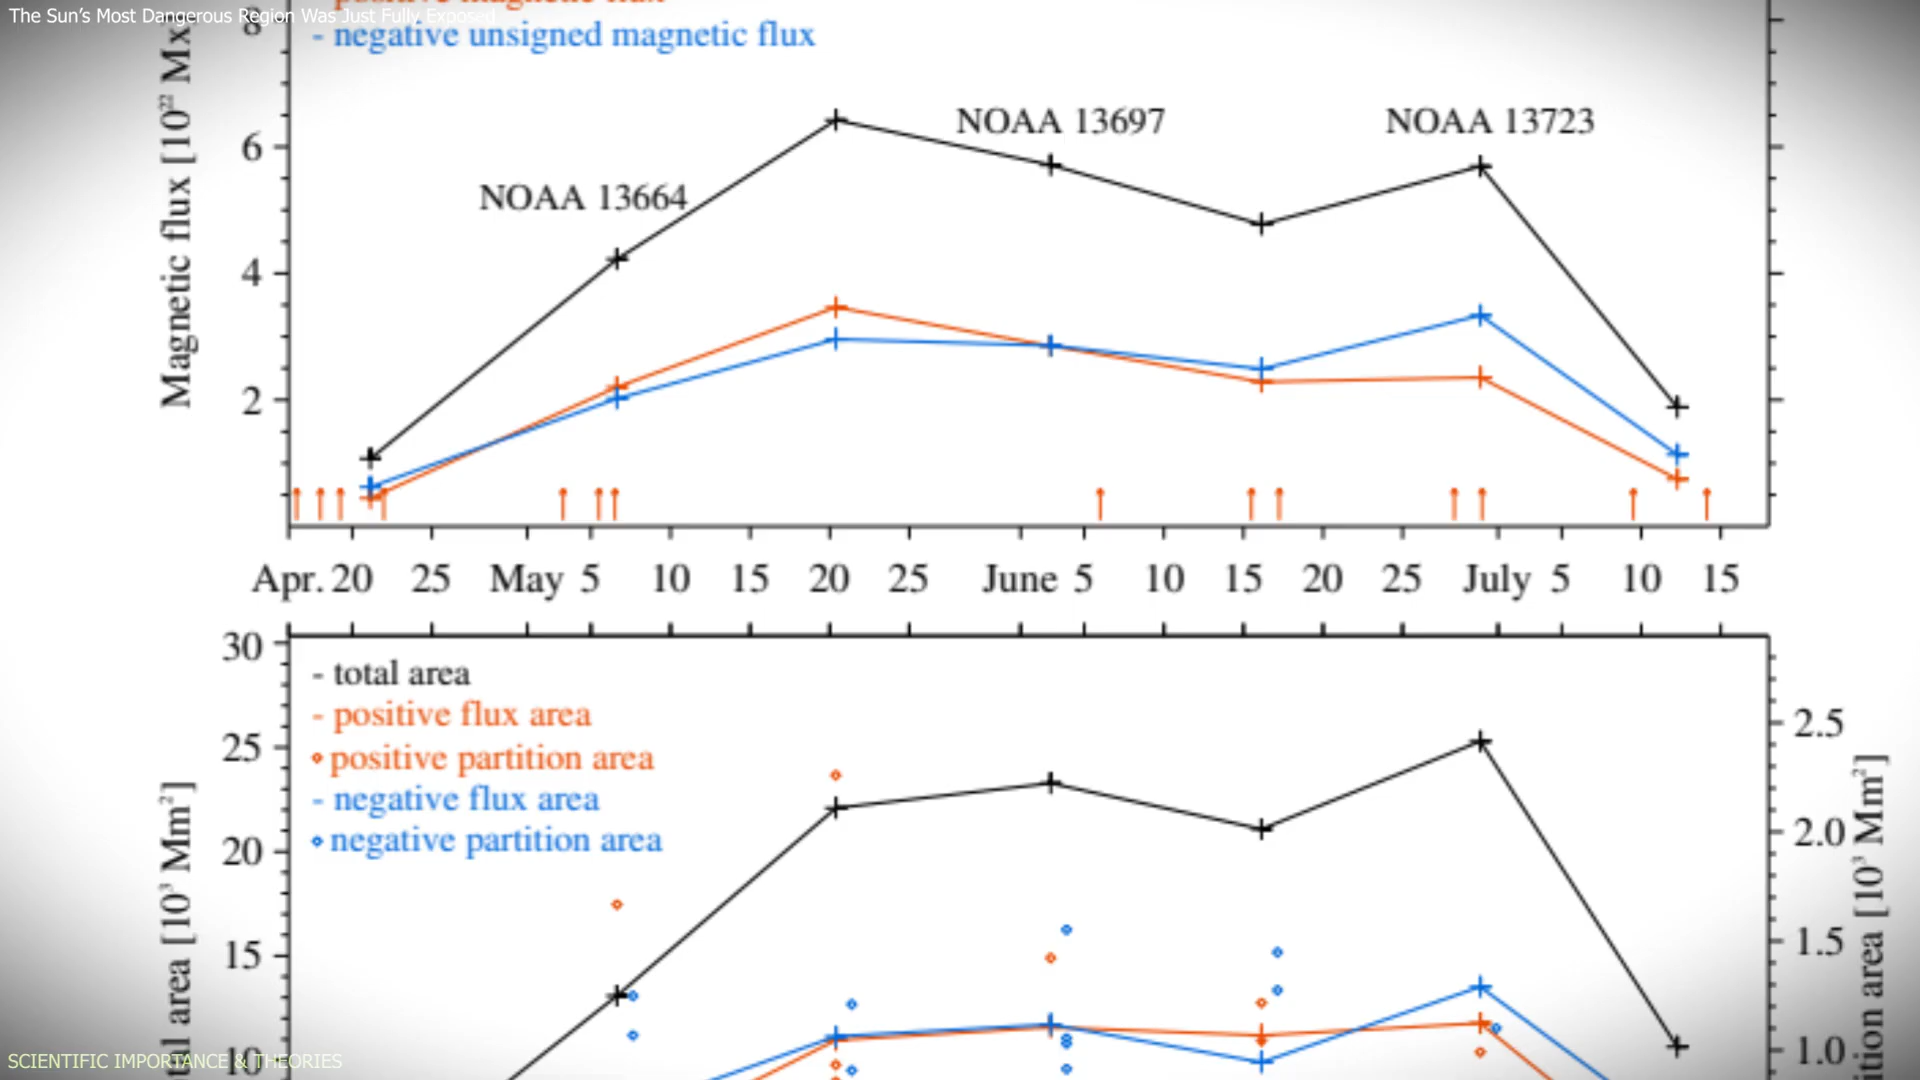 The Sun's Most Dangerous Region Was Just Fully Exposed
- positive magnetic flux
- negative unsigned magnetic flux
Magnetic flux [10²² Mx
8
6
4
2
NOAA 13664
NOAA 13697
NOAA 13723
Apr. 20 25 May 5 10 15 20 25 June 5 10 15 20 25 July 5 10 15
30
25
20
15
10
- total area
- positive flux area
positive partition area
- negative flux area
negative partition area
area [10³ Mm²]
2.5
2.0
1.5
1.0
area [10³ Mm²]
SCIENTIFIC IMPORTANCE & THEORIES